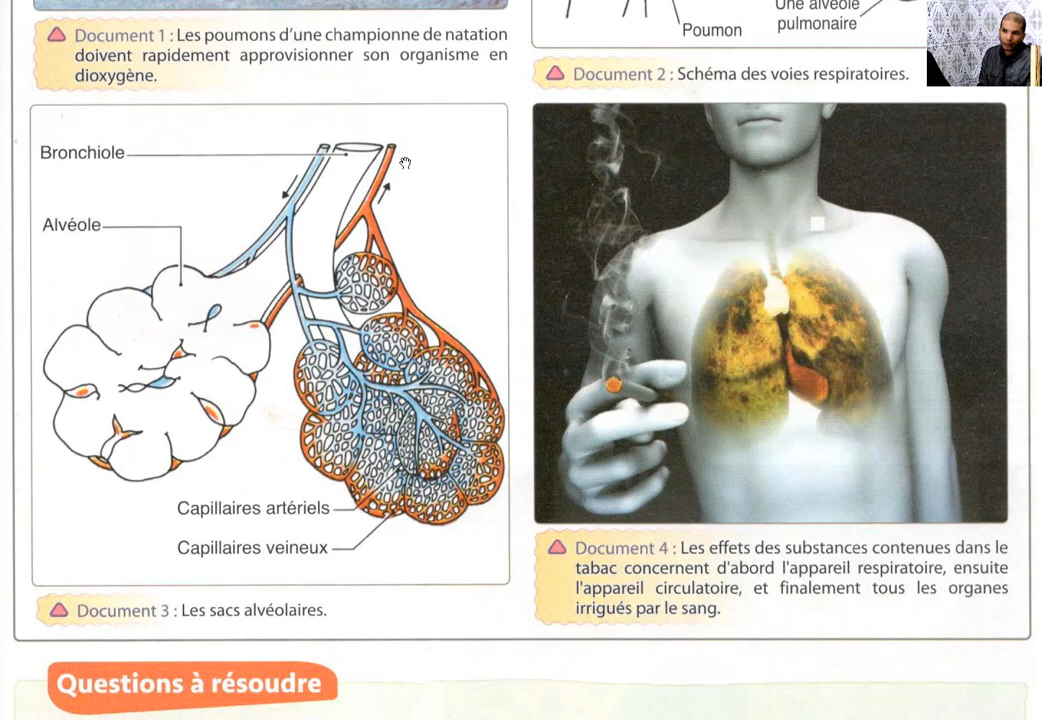 Une alvéole
pulmonaire
Poumon
Document 1 : Les poumons d'une championne de natation
doivent rapidement approvisionner son organisme en
dioxygène.
Document 2 : Schéma des voies respiratoires.
Bronchiole
Alvéole
Capillaires artériels
Capillaires veineux
Document 3 : Les sacs alvéolaires.
Document 4 : Les effets des substances contenues dans le
tabac concernent d'abord l'appareil respiratoire, ensuite
l'appareil circulatoire, et finalement tous les organes
irrigués par le sang.
Questions à résoudre